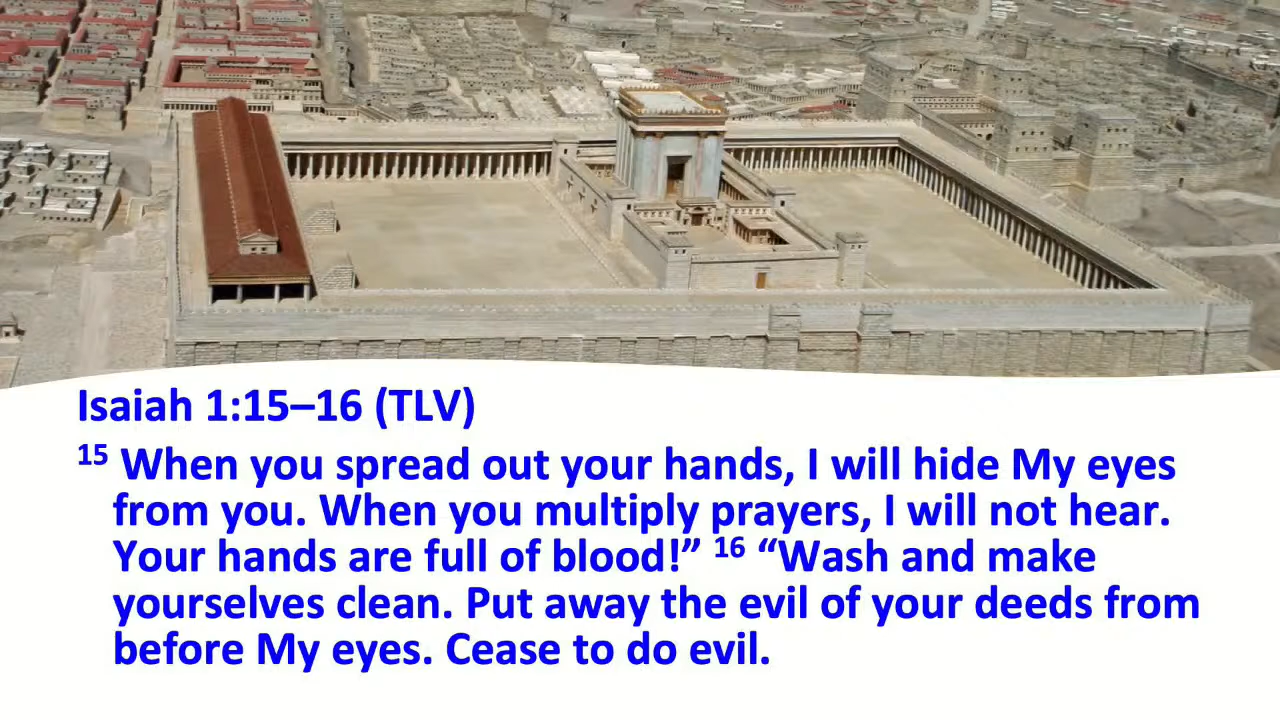 Isaiah 1:15–16 (TLV)
15 When you spread out your hands, I will hide My eyes
from you. When you multiply prayers, I will not hear.
Your hands are full of blood!” 16 “Wash and make
yourselves clean. Put away the evil of your deeds from
before My eyes. Cease to do evil.